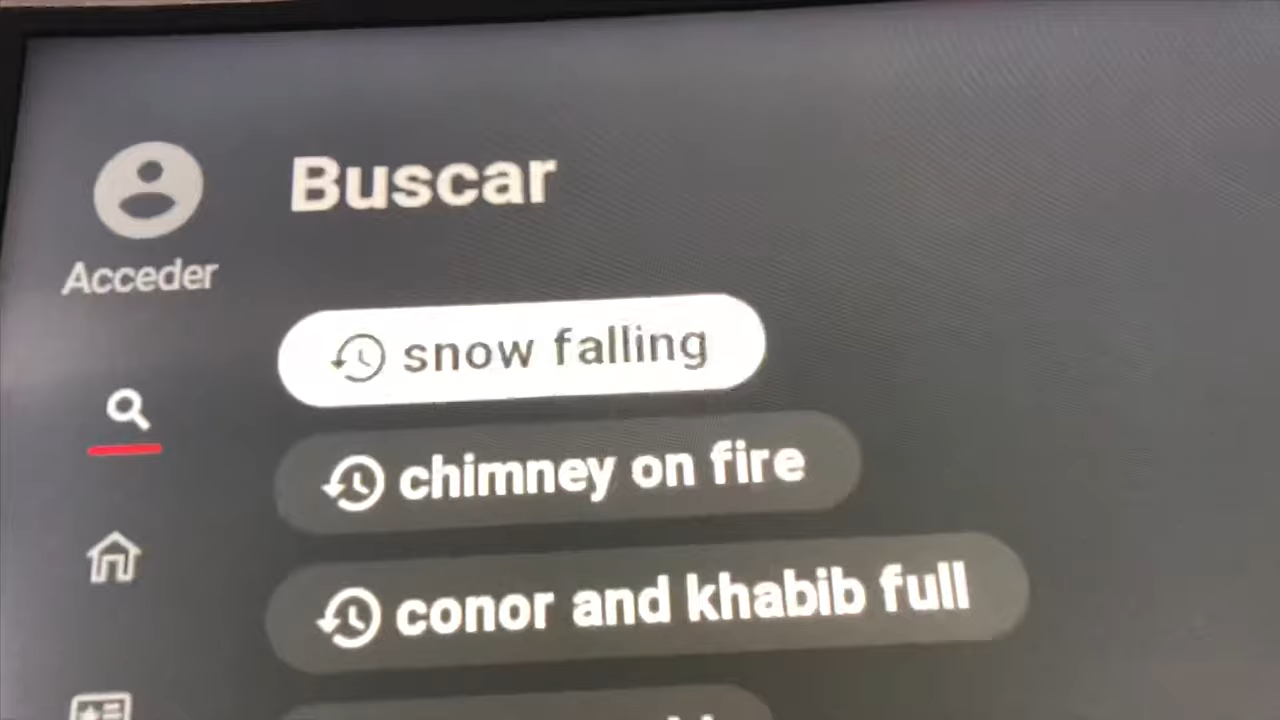 Buscar
Acceder
snow falling
chimney on fire
conor and khabib full